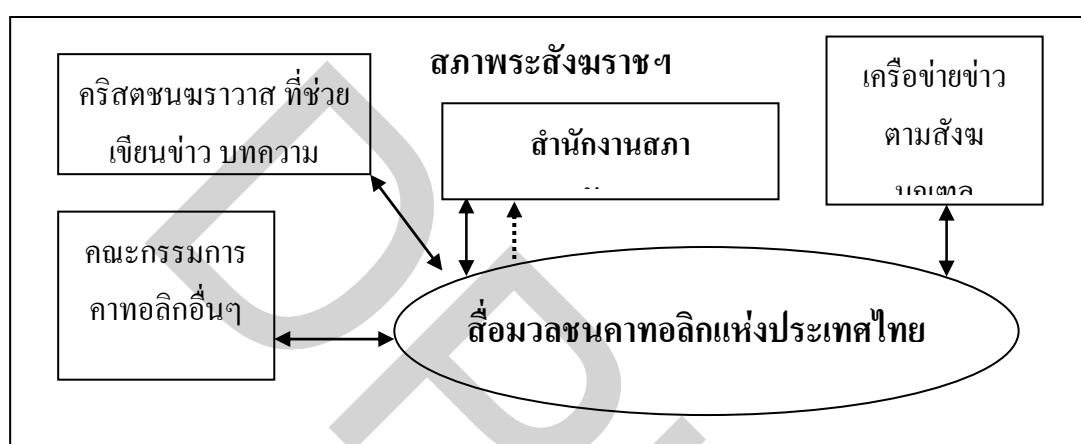 สภาพระสังฆราชฯ
คริสตชนฆราวาส ที่ช่วย
เขียนข่าว บทความ
สำนักงานสภา
เครือข่ายข่าว
ตามสังฆ
คณะกรรมการ
คาทอลิกอื่นๆ
สื่อมวลชนคาทอลิกแห่งประเทศไทย